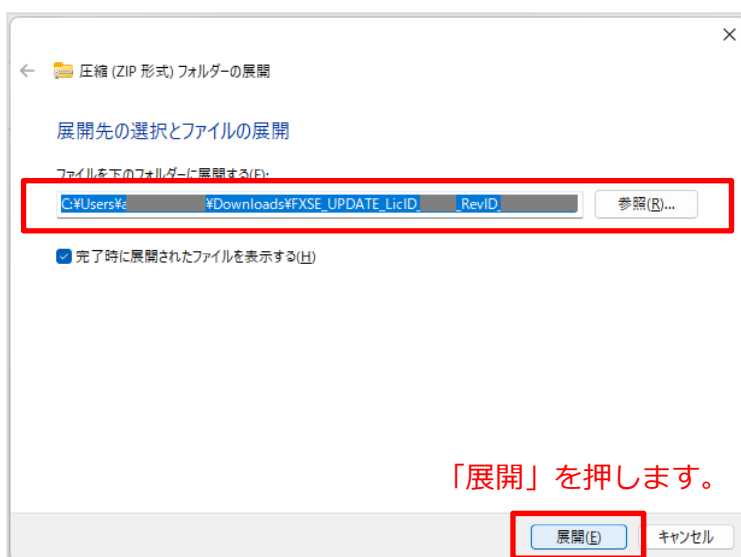 圧縮 (ZIP 形式) フォルダーの展開
展開先の選択とファイルの展開
ファイルを下のフォルダーに展開する(F):
C:¥Users¥a ¥Downloads¥FXSE_UPDATE_LicID_ _RevID_ 参照(R)...
完了時に展開されたファイルを表示する(H)
「展開」を押します。
展開(E) キャンセル